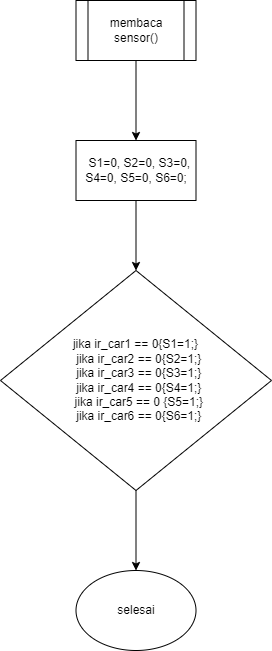 membaca
sensor()
S1=0, S2=0, S3=0,
S4=0, S5=0, S6=0;
jika ir_car1 == 0{S1=1;}
jika ir_car2 == 0{S2=1;}
jika ir_car3 == 0{S3=1;}
jika ir_car4 == 0{S4=1;}
jika ir_car5 == 0 {S5=1;}
jika ir_car6 == 0{S6=1;}
selesai